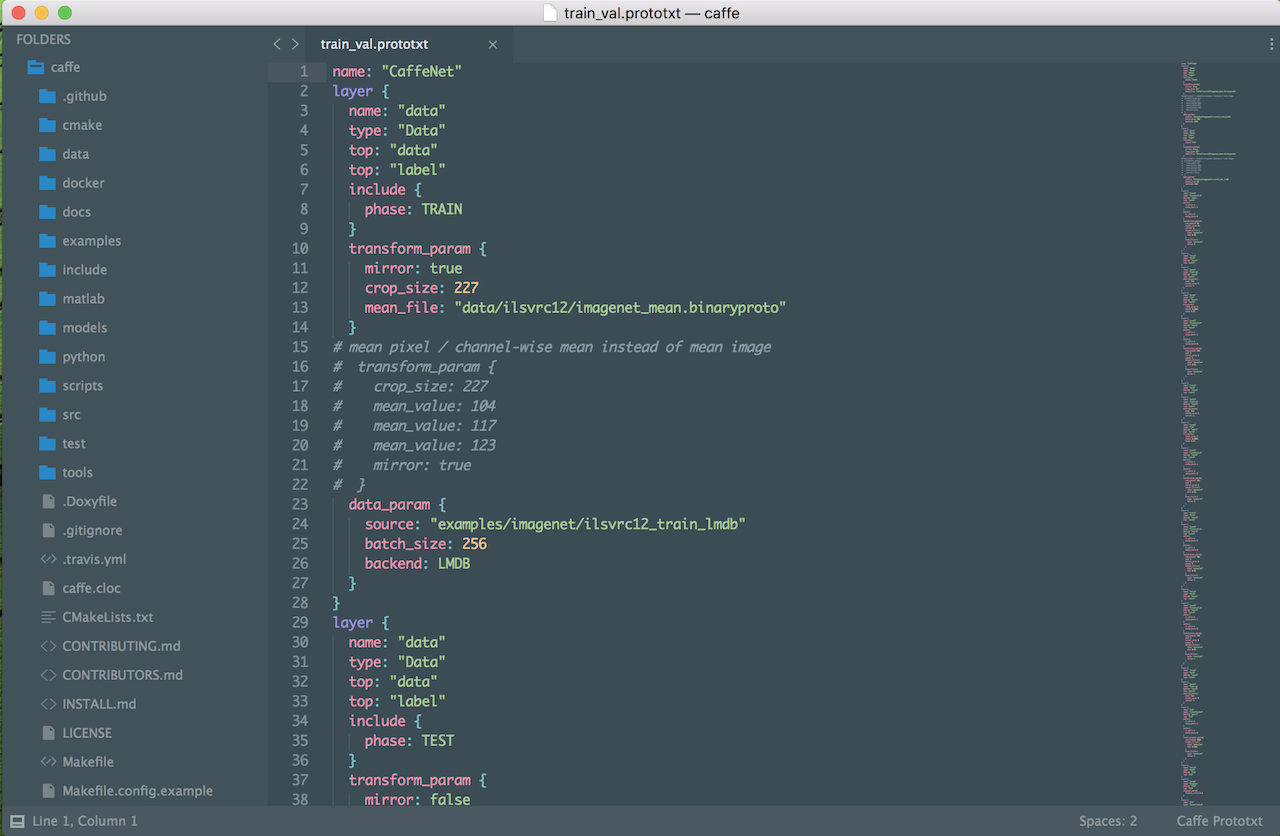 train_val.prototxt — caffe
FOLDERS
caffe
.github
cmake
data
docker
docs
examples
include
matlab
models
python
scripts
src
test
tools
.Doxyfile
.gitignore
.travis.yml
caffe.cloc
CMakeLists.txt
CONTRIBUTING.md
CONTRIBUTORS.md
INSTALL.md
LICENSE
Makefile
Makefile.config.example
train_val.prototxt
1 name: "CaffeNet"
2 layer {
3   name: "data"
4   type: "Data"
5   top: "data"
6   top: "label"
7   include {
8     phase: TRAIN
9   }
10   transform_param {
11     mirror: true
12     crop_size: 227
13     mean_file: "data/ilsvrc12/imagenet_mean.binaryproto"
14   }
15 # mean pixel / channel-wise mean instead of mean image
16 #  transform_param {
17 #    crop_size: 227
18 #    mean_value: 104
19 #    mean_value: 117
20 #    mean_value: 123
21 #    mirror: true
22 #  }
23   data_param {
24     source: "examples/imagenet/ilsvrc12_train_lmdb"
25     batch_size: 256
26     backend: LMDB
27   }
28 }
29 layer {
30   name: "data"
31   type: "Data"
32   top: "data"
33   top: "label"
34   include {
35     phase: TEST
36   }
37   transform_param {
38     mirror: false
Line 1, Column 1
Spaces: 2
Caffe Prototxt